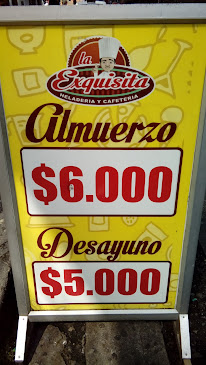 la
Exquisita
HELADERIA Y CAFETERIA
Almuerzo
$6.000
Desayuno
$5.000